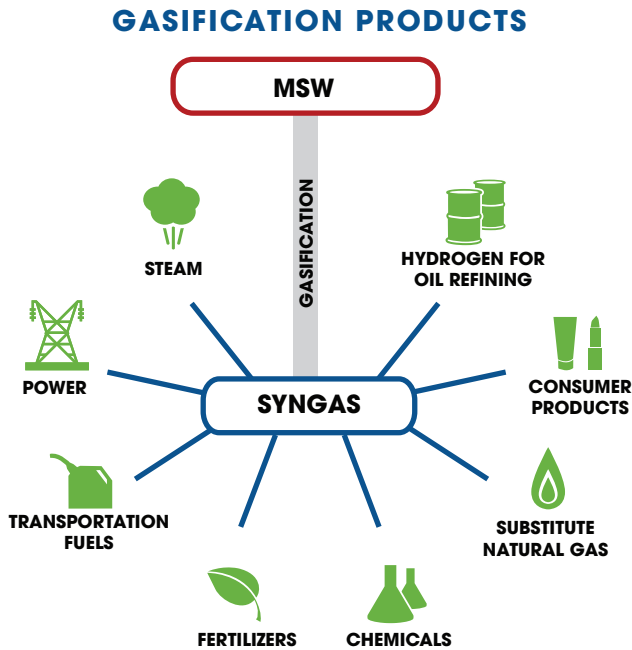 GASIFICATION PRODUCTS
MSW
GASIFICATION
STEAM
HYDROGEN FOR
OIL REFINING
POWER
SYNGAS
CONSUMER
PRODUCTS
TRANSPORTATION
FUELS
SUBSTITUTE
NATURAL GAS
FERTILIZERS
CHEMICALS